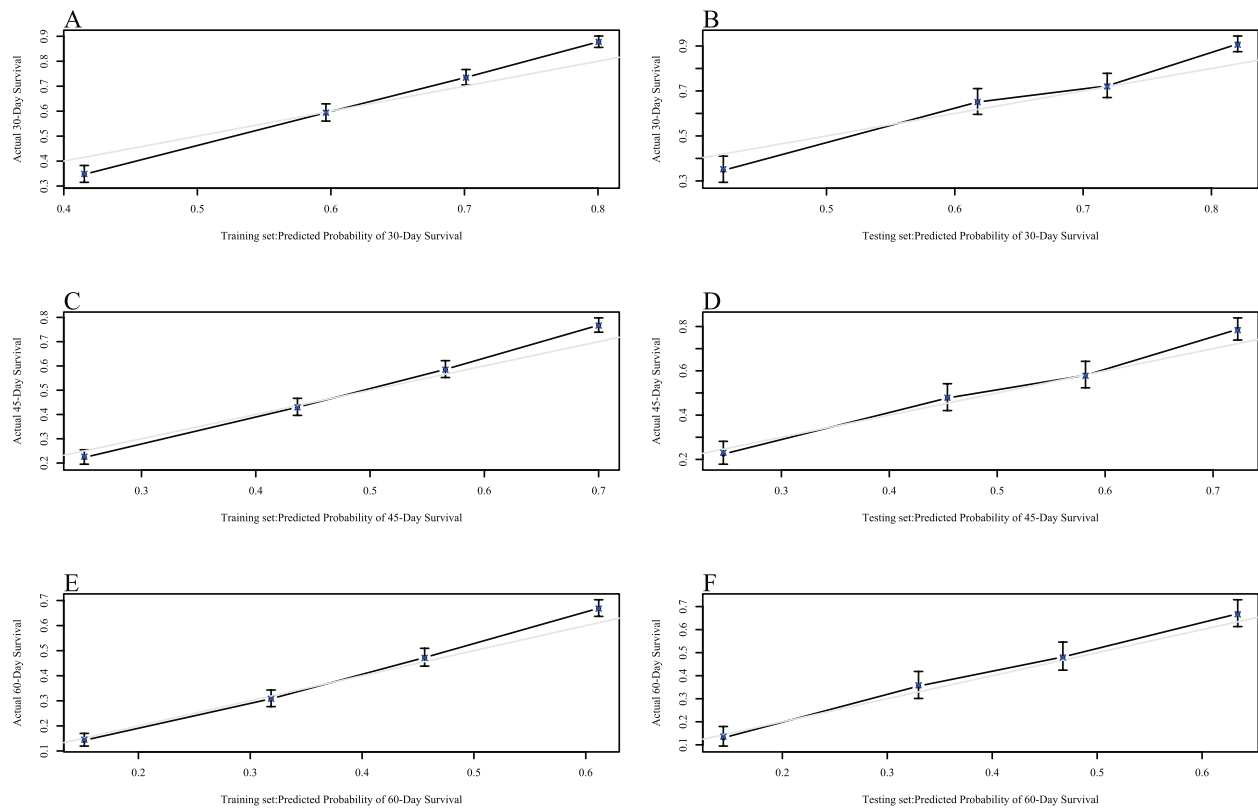 A
Actual 30-Day Survival
0.3 0.4 0.5 0.6 0.7 0.8 0.9
0.4 0.5 0.6 0.7 0.8
Training set:Predicted Probability of 30-Day Survival
B
Actual 30-Day Survival
0.3 0.5 0.7 0.9
0.5 0.6 0.7 0.8
Testing set:Predicted Probability of 30-Day Survival
C
Actual 45-Day Survival
0.2 0.3 0.4 0.5 0.6 0.7 0.8
0.3 0.4 0.5 0.6 0.7
Training set:Predicted Probability of 45-Day Survival
D
Actual 45-Day Survival
0.2 0.4 0.6 0.8
0.3 0.4 0.5 0.6 0.7
Testing set:Predicted Probability of 45-Day Survival
E
Actual 60-Day Survival
0.1 0.2 0.3 0.4 0.5 0.6 0.7
0.2 0.3 0.4 0.5 0.6
Training set:Predicted Probability of 60-Day Survival
F
Actual 60-Day Survival
0.1 0.2 0.3 0.4 0.5 0.6 0.7
0.2 0.3 0.4 0.5 0.6
Testing set:Predicted Probability of 60-Day Survival